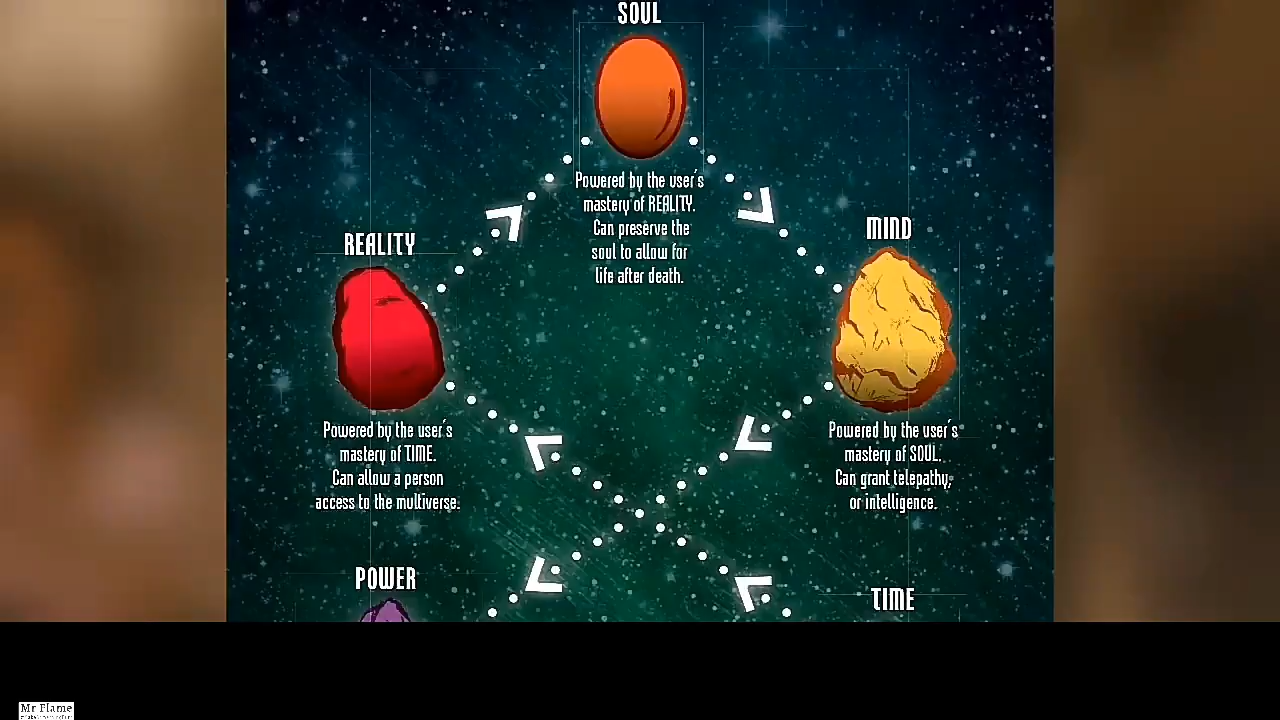 SOUL
Powered by the user's
mastery of REALITY.
Can preserve the
soul to allow for
life after death.
REALITY
Powered by the user's
mastery of TIME.
Can allow a person
access to the multiverse.
MIND
Powered by the user's
mastery of SOUL.
Can grant telepathy,
or intelligence.
POWER
TIME
Mr Flame